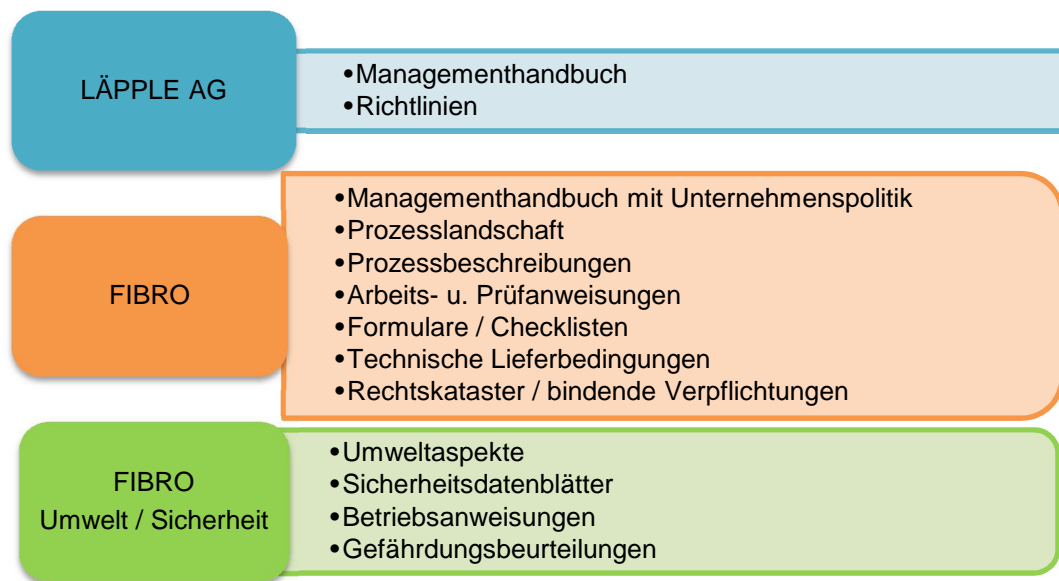 LÄPPLE AG
•Managementhandbuch
•Richtlinien
FIBRO
•Managementhandbuch mit Unternehmenspolitik
•Prozesslandschaft
•Prozessbeschreibungen
•Arbeits- u. Prüfanweisungen
•Formulare / Checklisten
•Technische Lieferbedingungen
•Rechtskataster / bindende Verpflichtungen
FIBRO
Umwelt / Sicherheit
•Umweltaspekte
•Sicherheitsdatenblätter
•Betriebsanweisungen
•Gefährdungsbeurteilungen